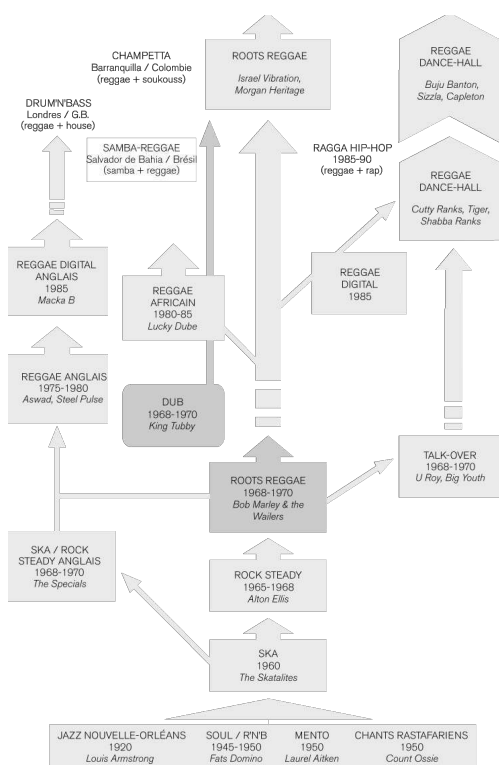 CHAMPETTA
Barranquilla / Colombie
(reggae + soukouss)
ROOTS REGGAE
Israel Vibration,
Morgan Heritage
REGGAE
DANCE-HALL
Buju Banton,
Sizzla, Capleton
DRUM'N'BASS
Londres / G.B.
(reggae + house)
SAMBA-REGGAE
Salvador de Bahia / Brésil
(samba + reggae)
RAGGA HIP-HOP
1985-90
(reggae + rap)
REGGAE
DANCE-HALL
Cutty Ranks, Tiger,
Shabba Ranks
REGGAE DIGITAL
ANGLAIS
1985
Macka B
REGGAE
AFRICAIN
1980-85
Lucky Dube
REGGAE
DIGITAL
1985
REGGAE ANGLAIS
1975-1980
Aswad, Steel Pulse
DUB
1968-1970
King Tubby
ROOTS REGGAE
1968-1970
Bob Marley & the
Wailers
TALK-OVER
1968-1970
U Roy, Big Youth
SKA / ROCK
STEADY ANGLAIS
1968-1970
The Specials
ROCK STEADY
1965-1968
Alton Ellis
SKA
1960
The Skatalites
JAZZ NOUVELLE-ORLÉANS
1920
Louis Armstrong
SOUL / R'N'B
1945-1950
Fats Domino
MENTO
1950
Laurel Aitken
CHANTS RASTAFARIENS
1950
Count Ossie